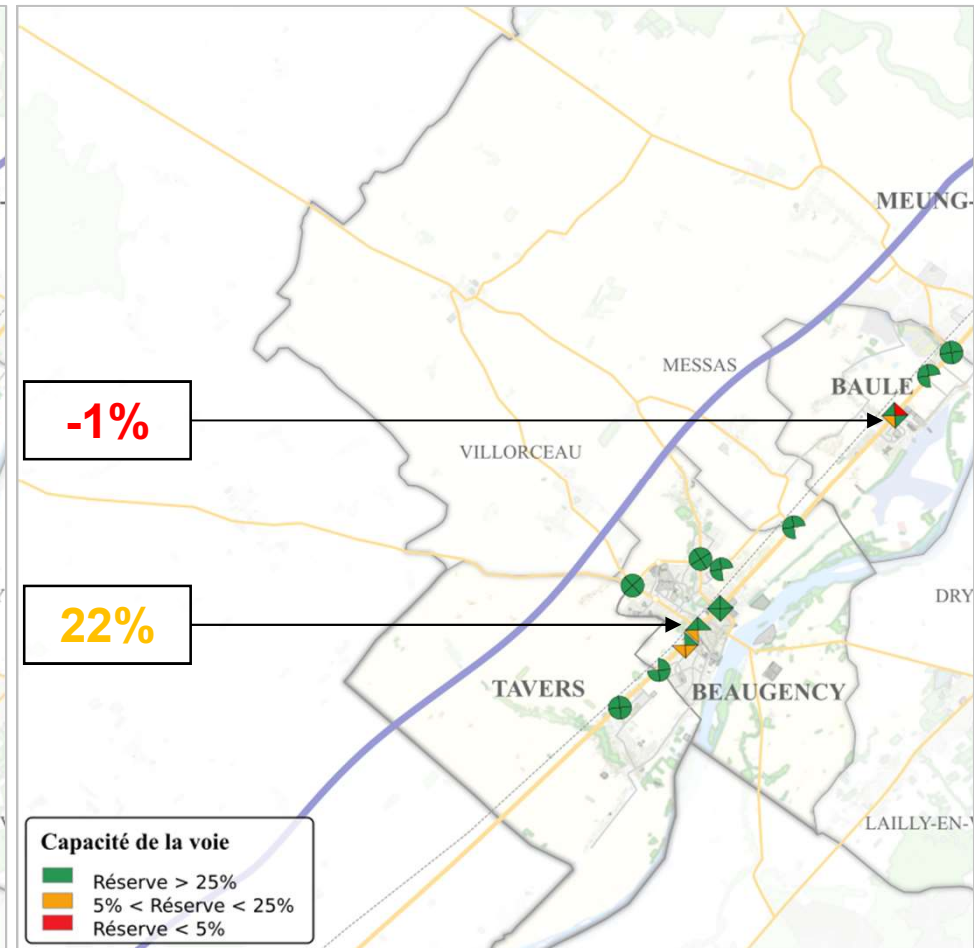 MEUNG-
MESSAS
BAULE
-1%
VILLORCEAU
22%
DRY
TAVERS
BEAUGENCY
LAILLY-EN-
Capacité de la voie
Réserve > 25%
5% < Réserve < 25%
Réserve < 5%